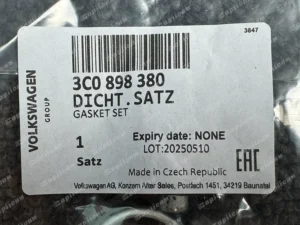 3847
VOLKSWAGEN
GROUP
3C0 898 380
DICHT.SATZ
GASKET SET
1
Satz
Expiry date: NONE
LOT:20250510
EAC
Made in Czech Republic
Volkswagen AG, Konzern After Sales, Postfach 1451, 34219 Baunatal